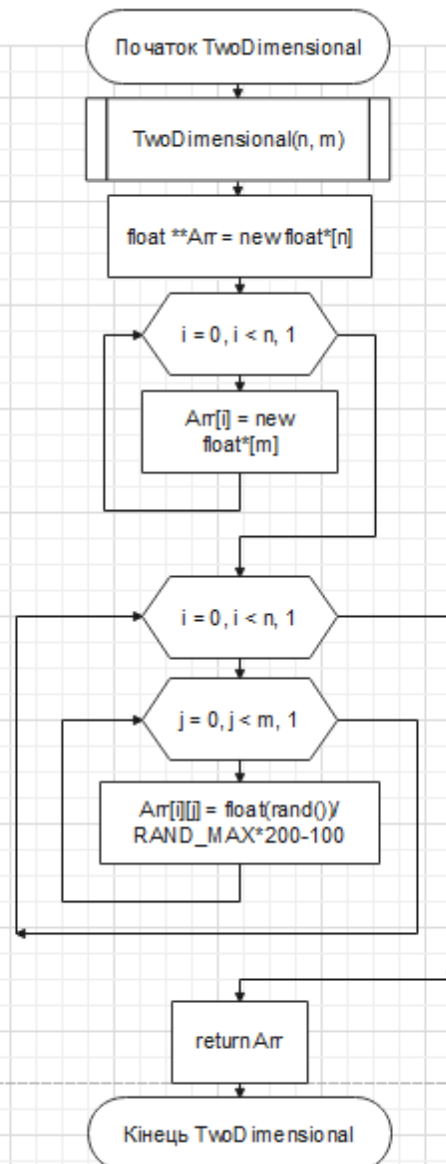 Початок TwoDimensional
TwoDimensional(n, m)
float **Arr = new float*[n]
i = 0, i < n, 1
Arr[i] = new
float*[m]
i = 0, i < n, 1
j = 0, j < m, 1
Arr[i][j] = float(rand())/
RAND_MAX*200-100
return Arr
Кінець TwoDimensional